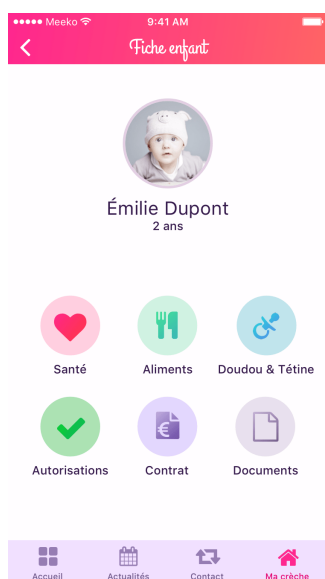 Meeko 9:41 AM
Fiche enfant
Émilie Dupont
2 ans
Santé Aliments Doudou & Tétine
Autorisations Contrat Documents
Accueil Actualités Contact Ma crèche